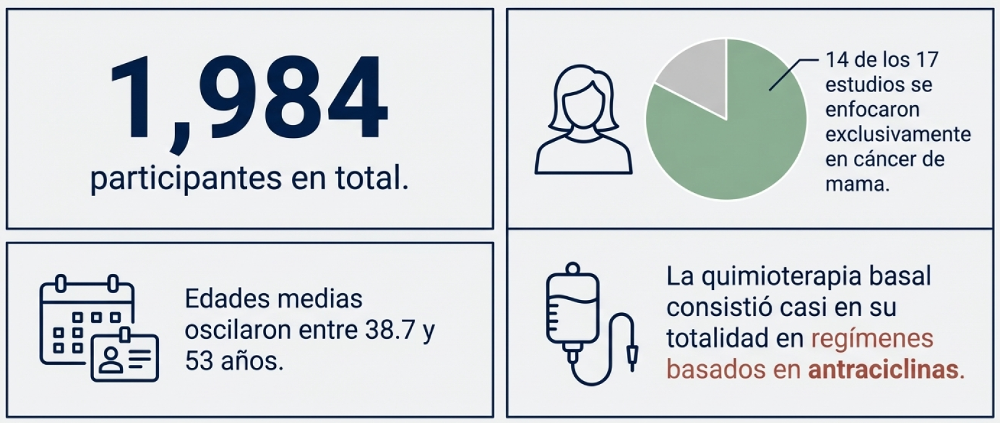 1,984
participantes en total.
14 de los 17
estudios se
enfocaron
exclusivamente
en cáncer de
mama.
Edades medias
oscilaron entre 38.7 y
53 años.
La quimioterapia basal
consistió casi en su
totalidad en regímenes
basados en antraciclinas.